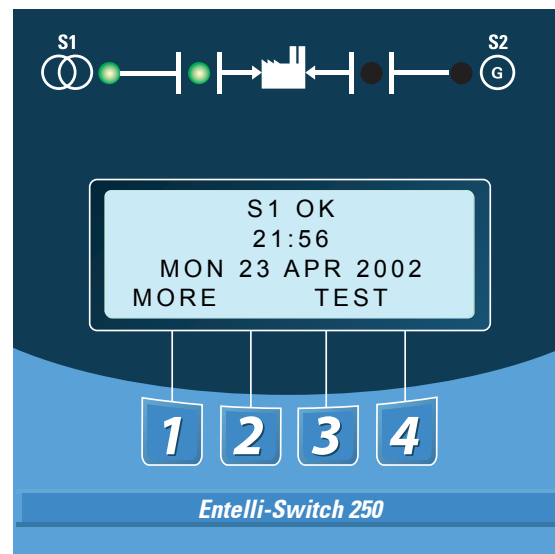 S1
S2
G
S1 OK
21:56
MON 23 APR 2002
MORE TEST
1 2 3 4
Entelli-Switch 250